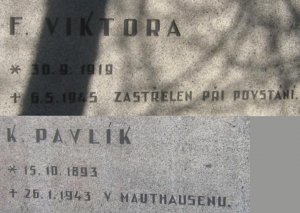 F. VIKTORA
* 30.9.1919
+ 6.5.1945 ZASTŘELEN PŘI POVSTÁNÍ.
K. PAVLÍK
* 15.10.1893
+ 26.1.1943 V MAUTHAUSENU.